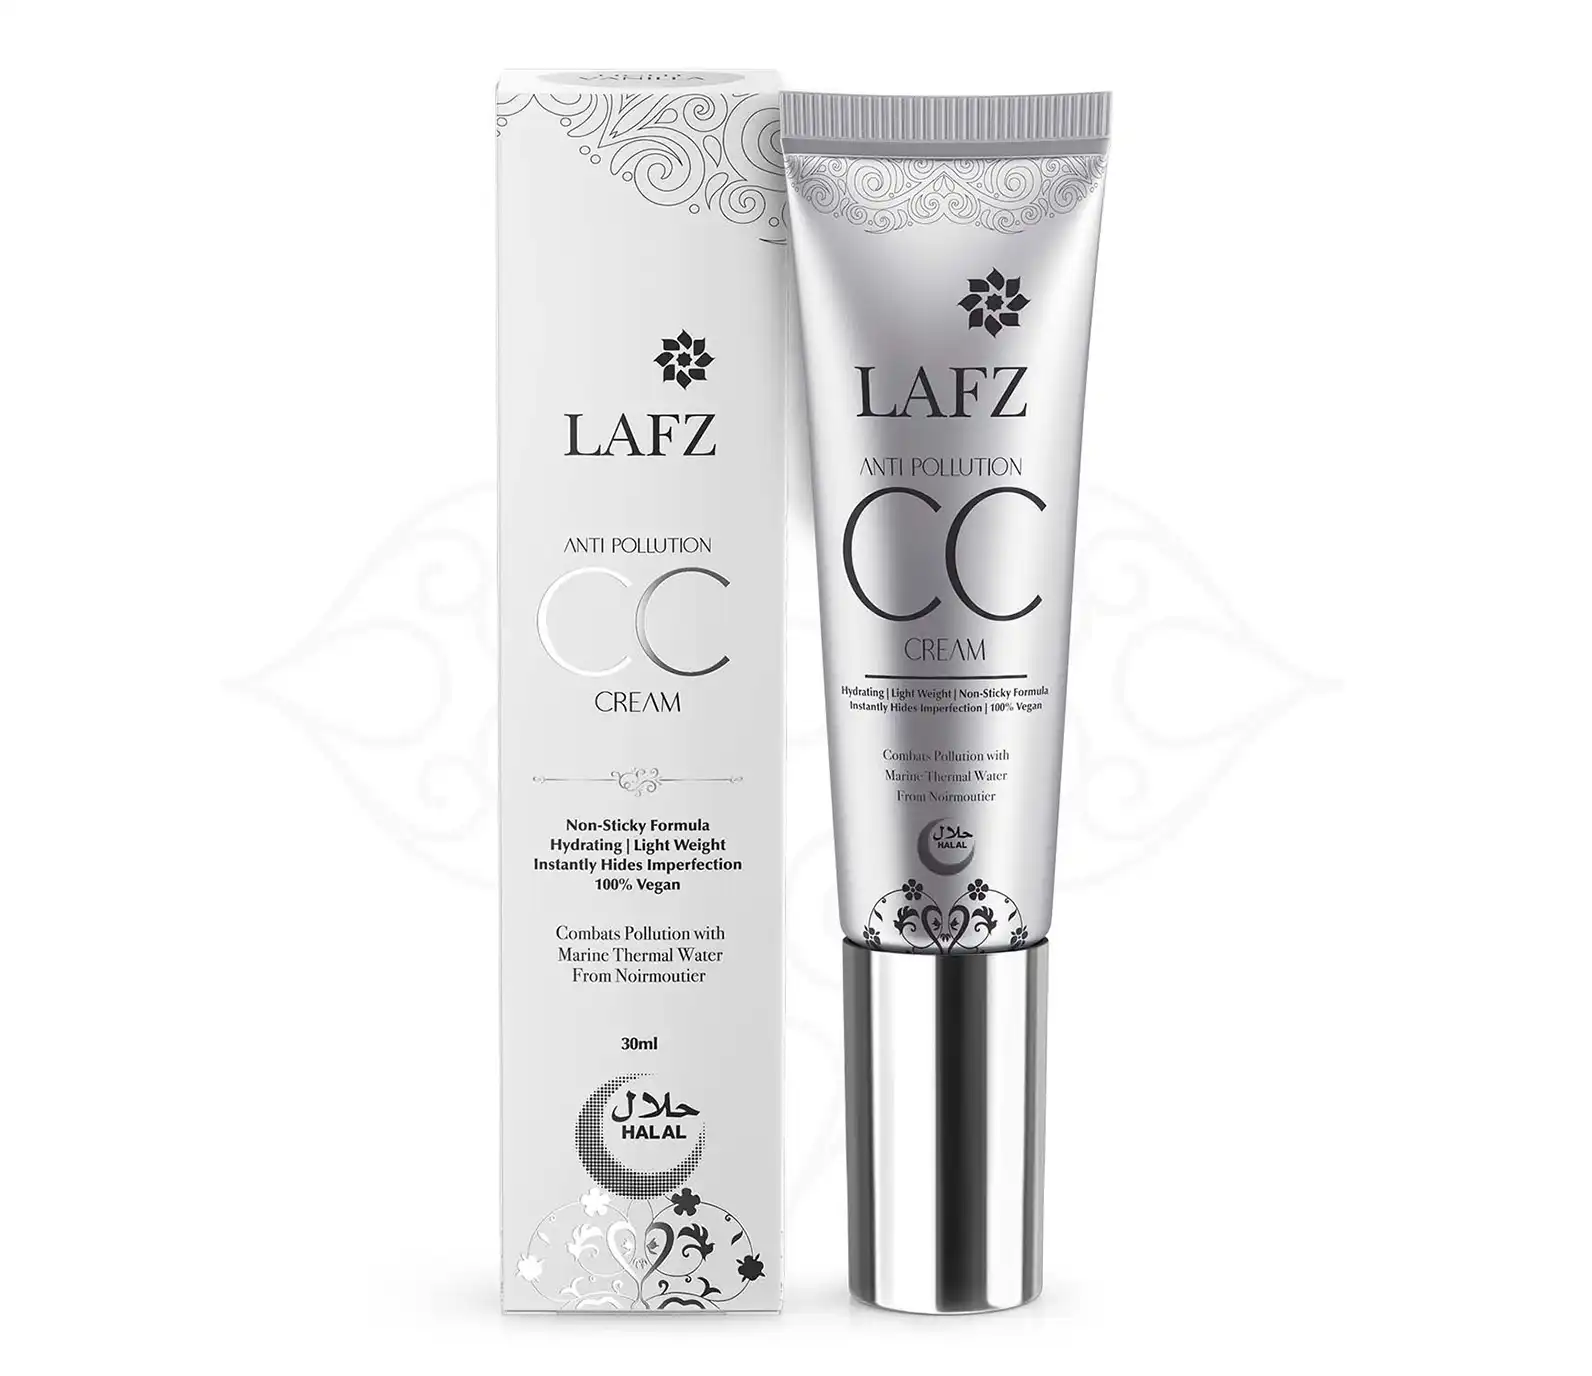 VANILLA
LAFZ
ANTI POLLUTION
CC
CREAM
Non-Sticky Formula
Hydrating | Light Weight
Instantly Hides Imperfection
100% Vegan
Combats Pollution with
Marine Thermal Water
From Noirmoutier
30ml
حلال
HALAL
LAFZ
ANTI POLLUTION
CC
CREAM
Hydrating | Light Weight | Non-Sticky Formula
Instantly Hides Imperfection | 100% Vegan
Combats Pollution with
Marine Thermal Water
From Noirmoutier
حلال
HALAL